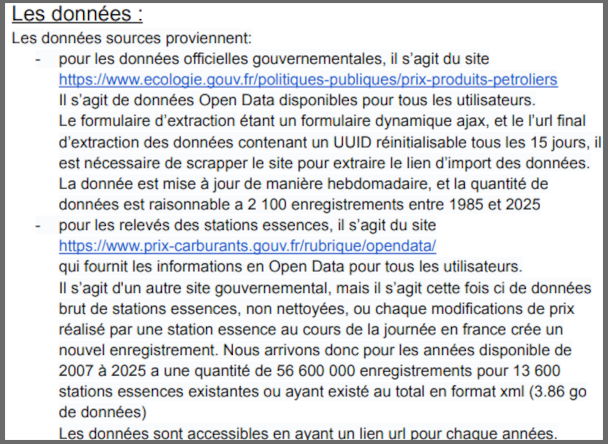 Les données :
Les données sources proviennent:
- pour les données officielles gouvernementales, il s'agit du site
https://www.ecologie.gouv.fr/politiques-publiques/prix-produits-petroliers
Il s'agit de données Open Data disponibles pour tous les utilisateurs.
Le formulaire d'extraction étant un formulaire dynamique ajax, et le l'url final
d'extraction des données contenant un UUID réinitialisable tous les 15 jours, il
est nécessaire de scrapper le site pour extraire le lien d'import des données.
La donnée est mise à jour de manière hebdomadaire, et la quantité de
données est raisonnable a 2 100 enregistrements entre 1985 et 2025
- pour les relevés des stations essences, il s'agit du site
https://www.prix-carburants.gouv.fr/rubrique/opendata/
qui fournit les informations en Open Data pour tous les utilisateurs.
Il s'agit d'un autre site gouvernemental, mais il s'agit cette fois ci de données
brut de stations essences, non nettoyées, ou chaque modifications de prix
réalisé par une station essence au cours de la journée en france crée un
nouvel enregistrement. Nous arrivons donc pour les années disponible de
2007 à 2025 a une quantité de 56 600 000 enregistrements pour 13 600
stations essences existantes ou ayant existé au total en format xml (3.86 go
de données)
Les données sont accessibles en ayant un lien url pour chaque années.